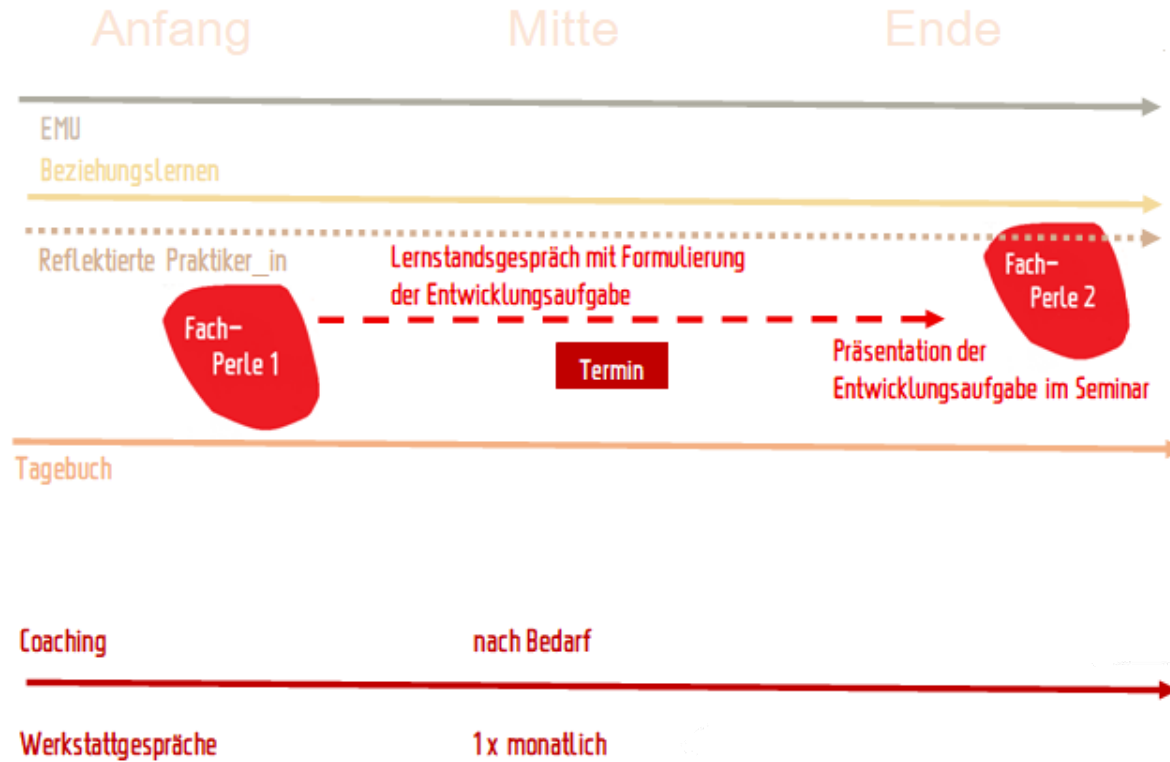 Anfang Mitte Ende
EMU
Beziehungslernen
Reflektierte Praktiker_in
Lernstandsgespräch mit Formulierung
der Entwicklungsaufgabe
Fach-
Perle 1
Termin
Fach-
Perle 2
Präsentation der
Entwicklungsaufgabe im Seminar
Tagebuch
Coaching nach Bedarf
Werkstattgespräche 1x monatlich